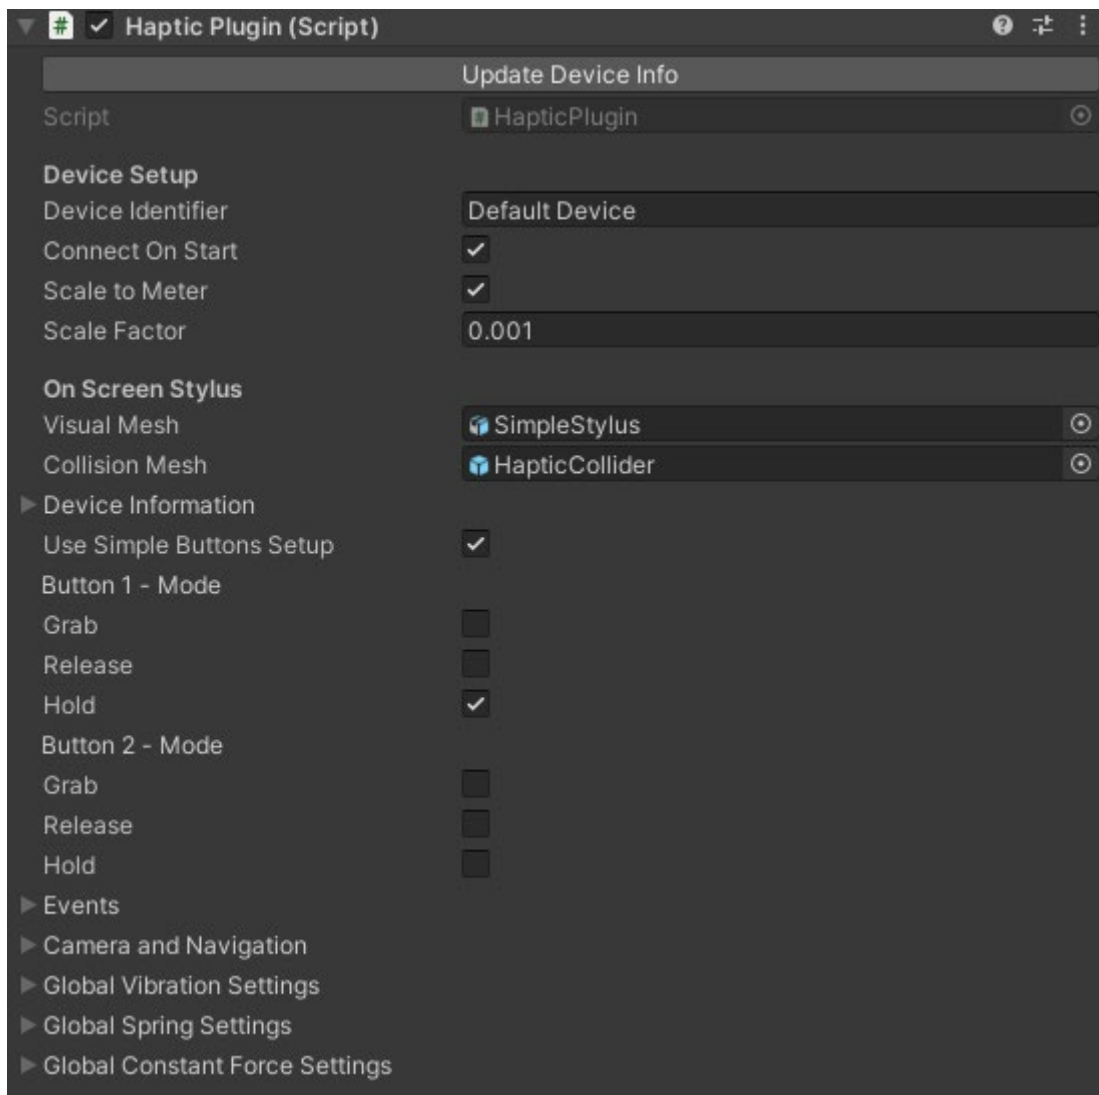 Haptic Plugin (Script)
Update Device Info
Script HapticPlugin
Device Setup
Device Identifier Default Device
Connect On Start
Scale to Meter
Scale Factor 0.001
On Screen Stylus
Visual Mesh SimpleStylus
Collision Mesh HapticCollider
Device Information
Use Simple Buttons Setup
Button 1 - Mode
Grab
Release
Hold
Button 2 - Mode
Grab
Release
Hold
Events
Camera and Navigation
Global Vibration Settings
Global Spring Settings
Global Constant Force Settings